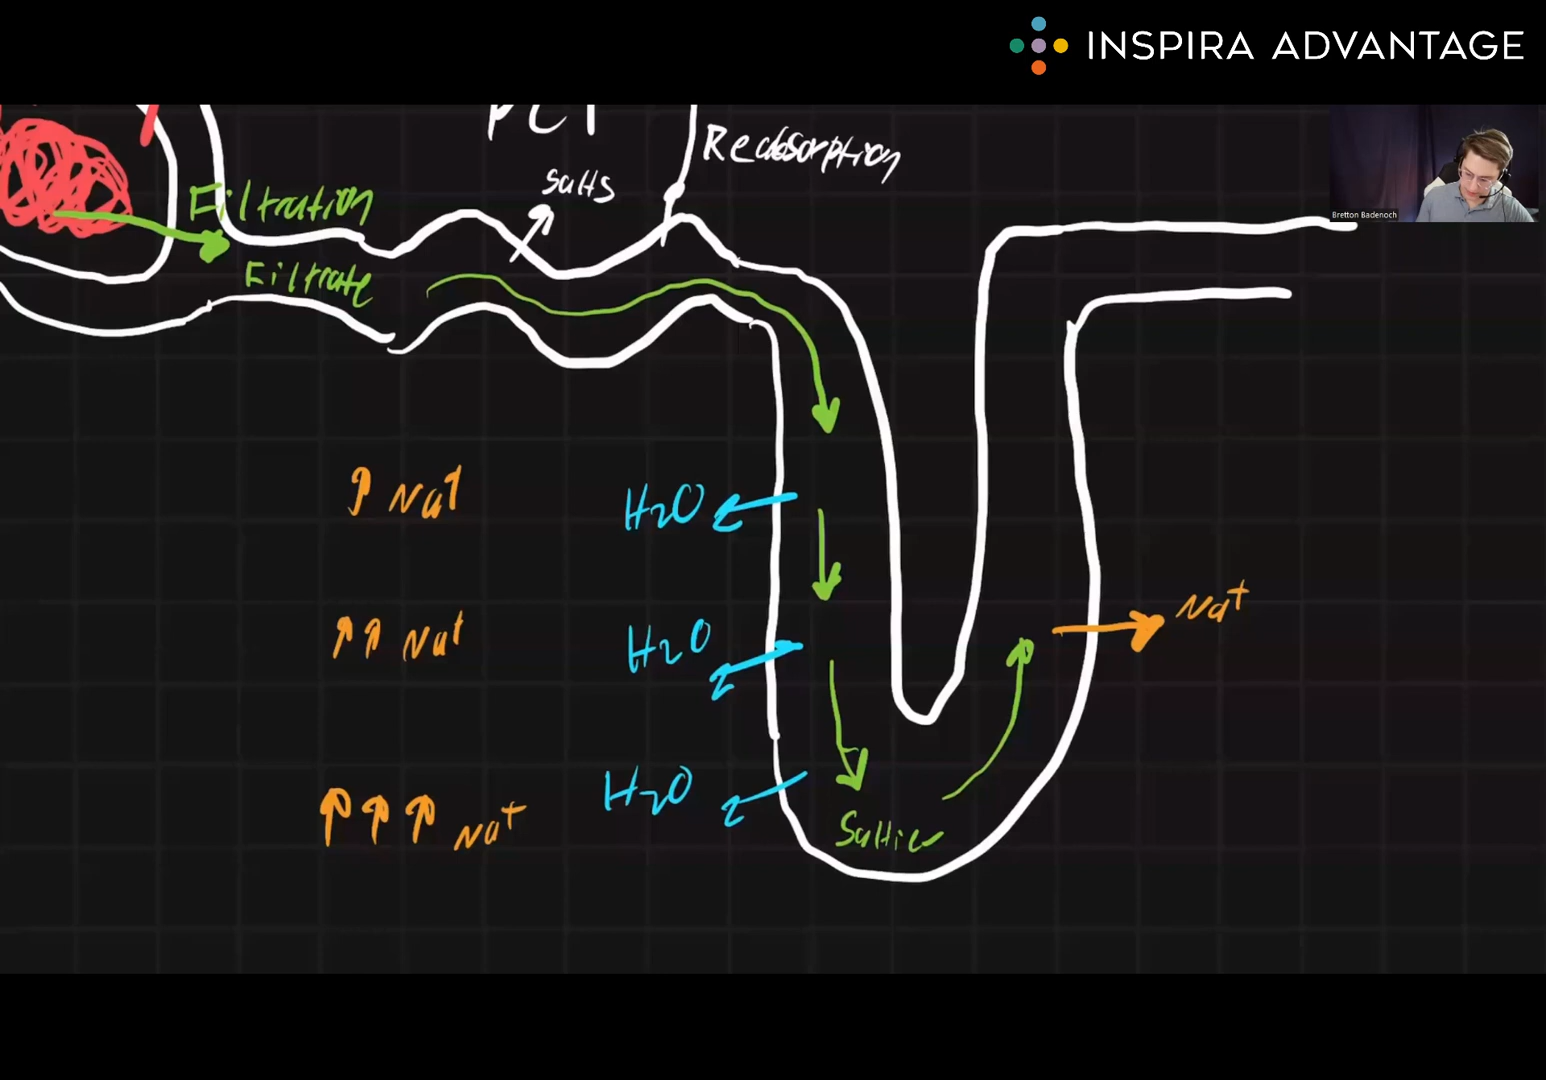 INSPIRA ADVANTAGE
PCT
Reabsorption
salts
Filtration
Bretton Badenoch
Filtrate
↑ Na+
H2O
Na+
↑↑ Na+
H2O
↑↑↑ Na+
H2O
Saltier